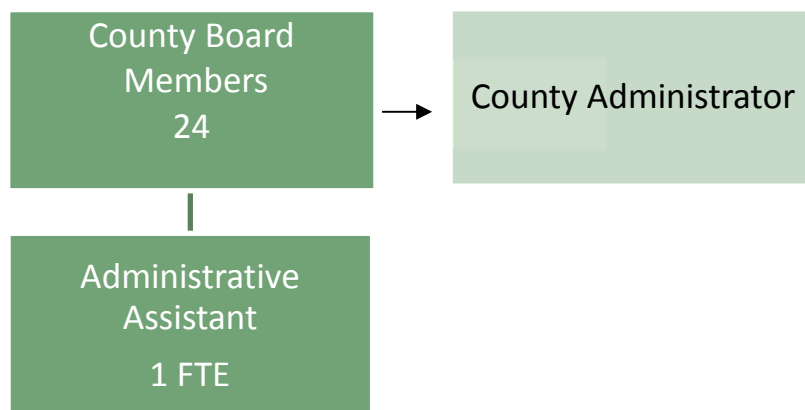 County Board
Members
24
County Administrator
Administrative
Assistant
1 FTE